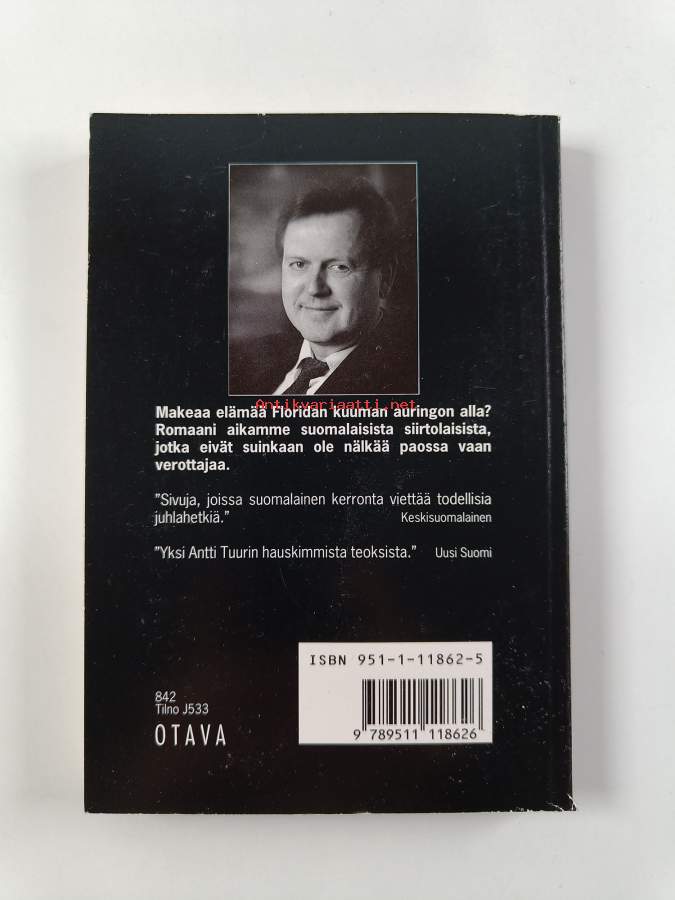 Antikvariaatti.net
Makeaa elämää Floridan kuuman auringon alla?
Romaani aikamme suomalaisista siirtolaisista,
jotka eivät suinkaan ole nälkää paossa vaan
verottajaa.
"Sivuja, joissa suomalainen kerronta viettää todellisia
juhlahetkiä." Keskisuomalainen
"Yksi Antti Tuurin hauskimmista teoksista." Uusi Suomi
ISBN 951-1-11862-5
9 789511 118626
842
Tilno J533
OTAVA